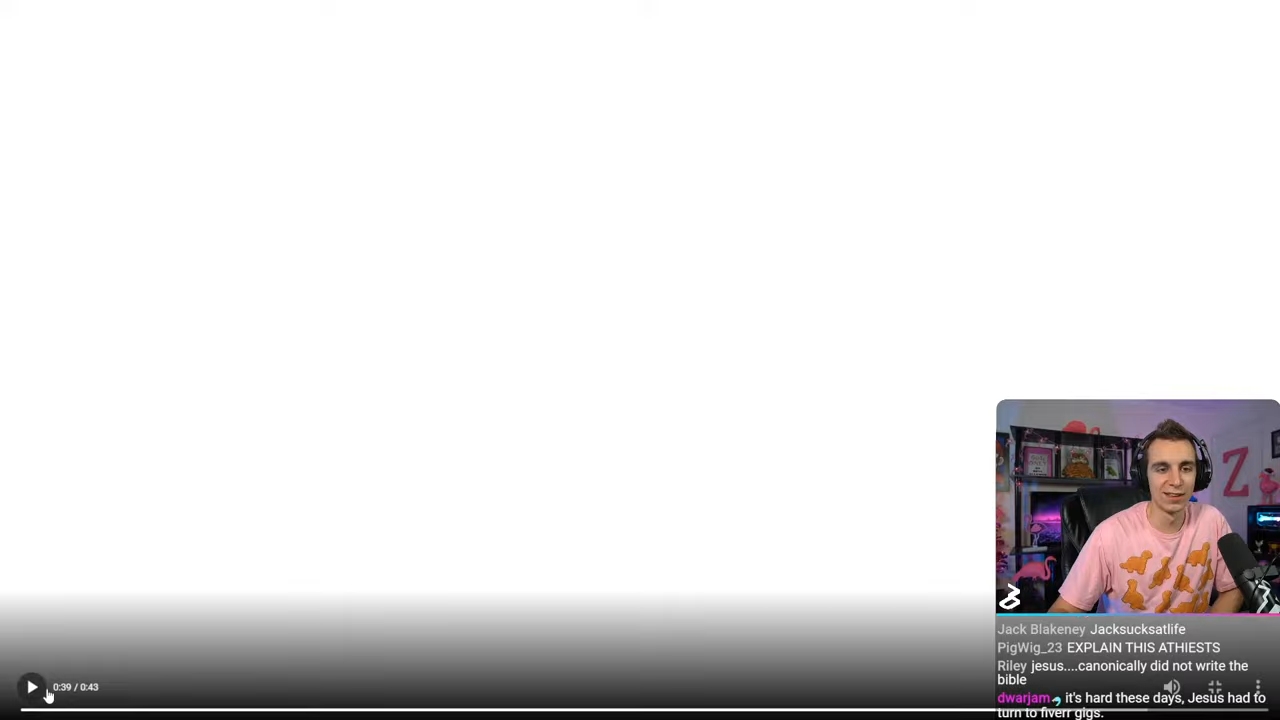 Z
Jack Blakeney Jacksucksatlife
PigWig_23 EXPLAIN THIS ATHIESTS
Riley jesus....canonically did not write the
bible
0:39 / 0:43
dwarjam it's hard these days, Jesus had to
turn to fiverr gigs.